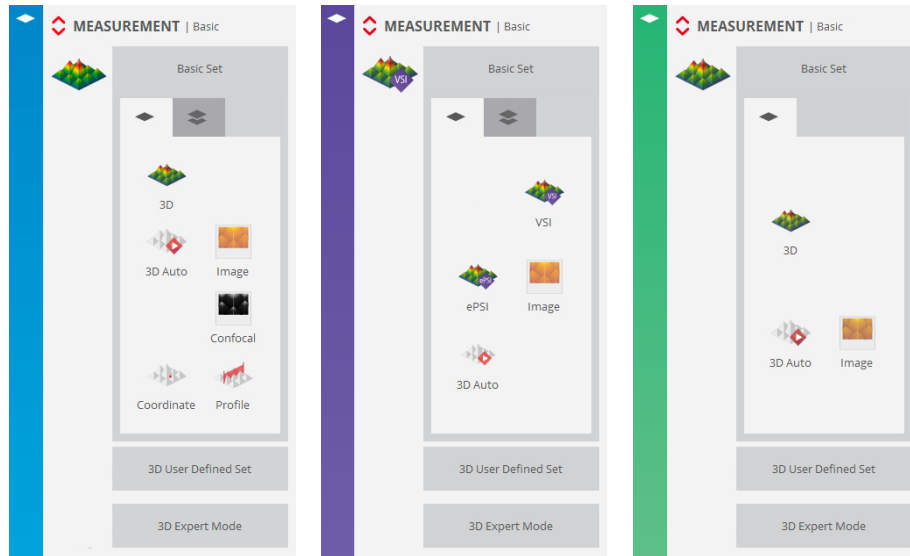 MEASUREMENT | Basic
Basic Set
3D
3D Auto
Image
Confocal
Coordinate
Profile
3D User Defined Set
3D Expert Mode
MEASUREMENT | Basic
VSI
Basic Set
VSI
VSI
ePSI
ePSI
Image
3D Auto
3D User Defined Set
3D Expert Mode
MEASUREMENT | Basic
Basic Set
3D
3D Auto
Image
3D User Defined Set
3D Expert Mode